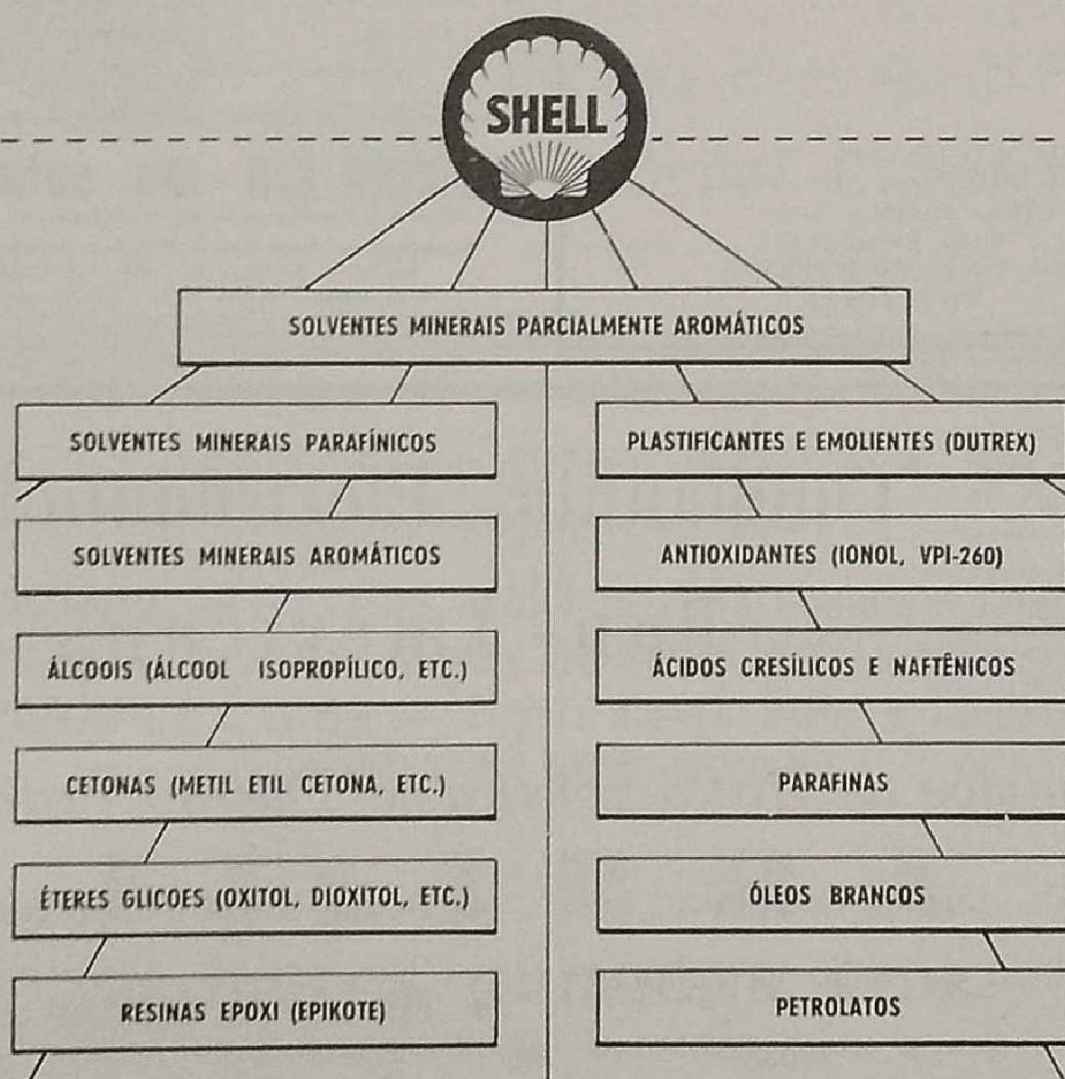 SHELL
SOLVENTES MINERAIS PARCIALMENTE AROMÁTICOS
SOLVENTES MINERAIS PARAFÍNICOS
SOLVENTES MINERAIS AROMÁTICOS
ÁLCOOIS (ÁLCOOL ISOPROPÍLICO, ETC.)
CETONAS (METIL ETIL CETONA, ETC.)
ÉTERES GLICOES (OXITOL, DIOXITOL, ETC.)
RESINAS EPOXI (EPIKOTE)
PLASTIFICANTES E EMOLIENTES (DUTREX)
ANTIOXIDANTES (IONOL, VPI-260)
ÁCIDOS CRESÍLICOS E NAFTÊNICOS
PARAFINAS
ÓLEOS BRANCOS
PETROLATOS